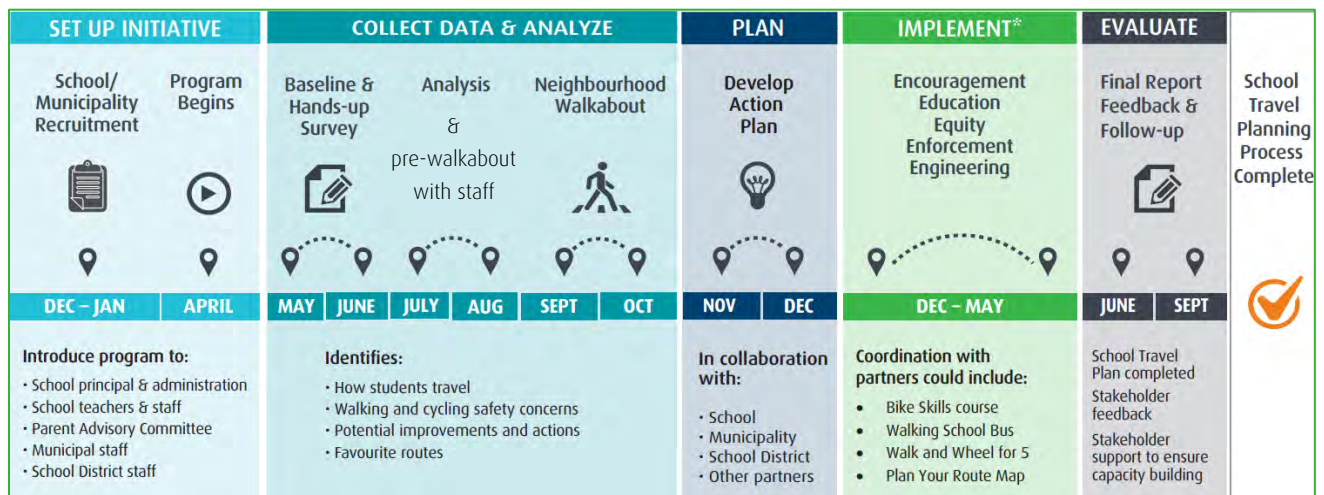 SET UP INITIATIVE
School/
Municipality
Recruitment
Program
Begins
DEC – JAN
APRIL
Introduce program to:
· School principal & administration
· School teachers & staff
· Parent Advisory Committee
· Municipal staff
· School District staff
COLLECT DATA & ANALYZE
Baseline &
Hands-up
Survey
Analysis
&
pre-walkabout
with staff
Neighbourhood
Walkabout
MAY
JUNE
JULY
AUG
SEPT
OCT
Identifies:
· How students travel
· Walking and cycling safety concerns
· Potential improvements and actions
· Favourite routes
PLAN
Develop
Action
Plan
NOV
DEC
In collaboration
with:
· School
· Municipality
· School District
· Other partners
IMPLEMENT*
Encouragement
Education
Equity
Enforcement
Engineering
DEC – MAY
Coordination with
partners could include:
• Bike Skills course
• Walking School Bus
• Walk and Wheel for 5
• Plan Your Route Map
EVALUATE
Final Report
Feedback &
Follow-up
JUNE
SEPT
School Travel
Plan completed
Stakeholder
feedback
Stakeholder
support to ensure
capacity building
School
Travel
Planning
Process
Complete